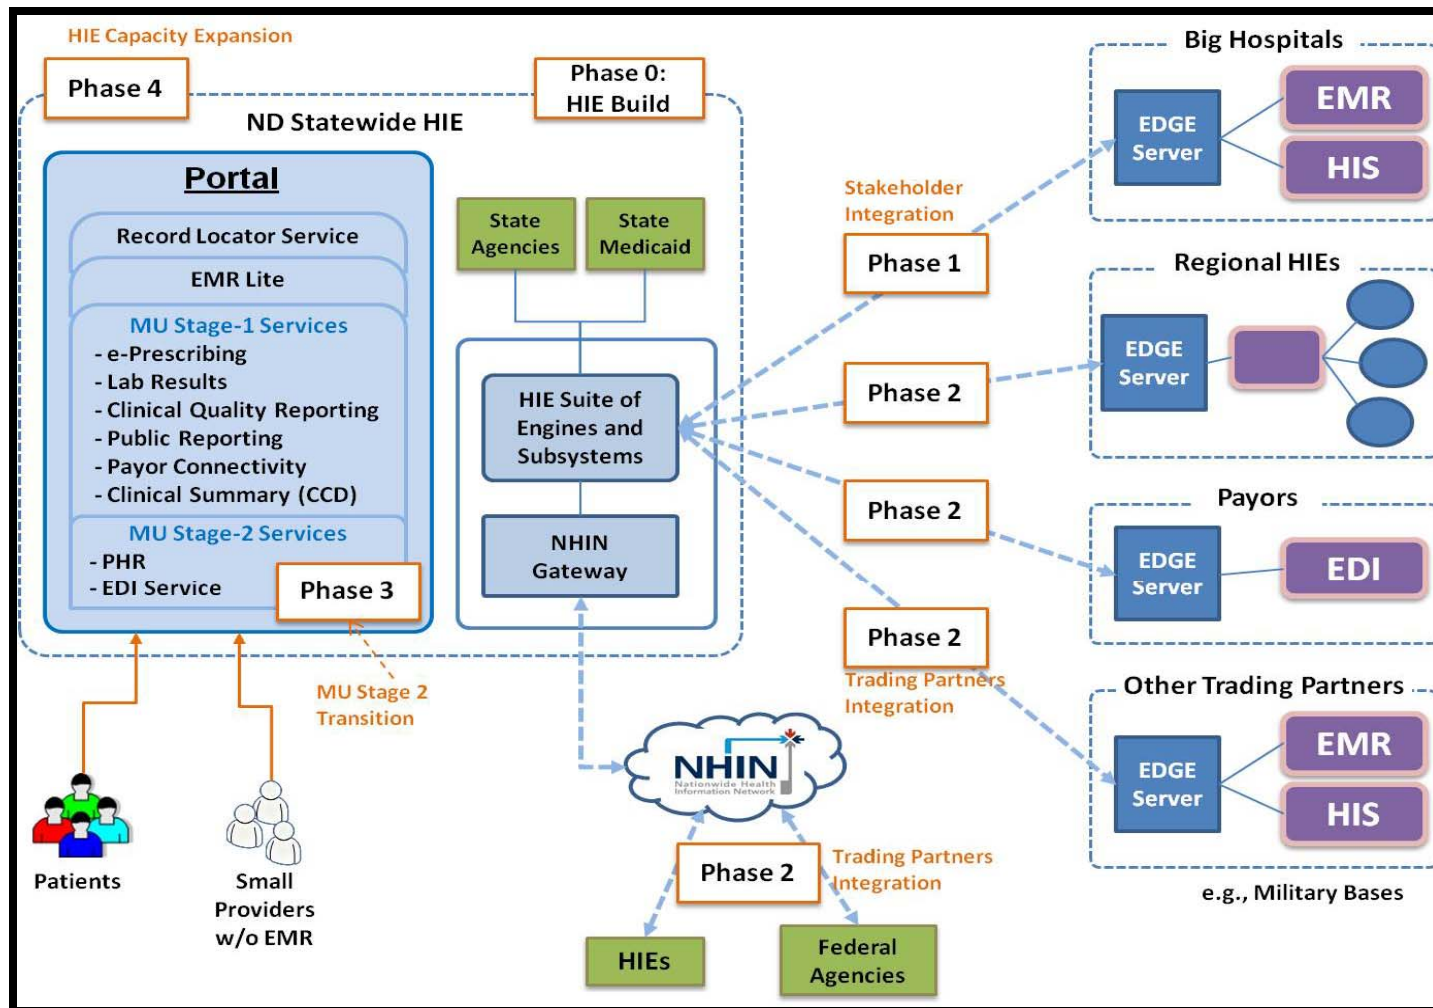 HIE Capacity Expansion
Phase 4
Phase 0:
HIE Build
ND Statewide HIE
Portal
Record Locator Service
EMR Lite
MU Stage-1 Services
- e-Prescribing
- Lab Results
- Clinical Quality Reporting
- Public Reporting
- Payor Connectivity
- Clinical Summary (CCD)
MU Stage-2 Services
- PHR
- EDI Service
Phase 3
MU Stage 2
Transition
Patients
Small
Providers
w/o EMR
State
Agencies
State
Medicaid
HIE Suite of
Engines and
Subsystems
NHIN
Gateway
Stakeholder
Integration
Phase 1
Phase 2
Phase 2
Phase 2
Trading Partners
Integration
NHIN
Nationwide Health
Information Network
Phase 2
Trading Partners
Integration
HIEs
Federal
Agencies
Big Hospitals
EDGE
Server
EMR
HIS
Regional HIEs
EDGE
Server
Payors
EDGE
Server
EDI
Other Trading Partners
EDGE
Server
EMR
HIS
e.g., Military Bases